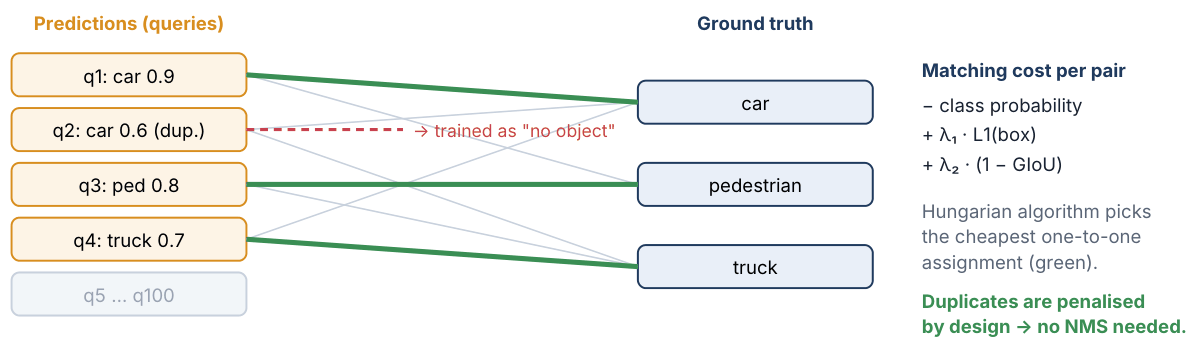 Predictions (queries)
Ground truth
q1: car 0.9
q2: car 0.6 (dup.)
→ trained as "no object"
q3: ped 0.8
q4: truck 0.7
q5 ... q100
car
pedestrian
truck
Matching cost per pair
− class probability
+ λ₁ · L1(box)
+ λ₂ · (1 − GIoU)
Hungarian algorithm picks
the cheapest one-to-one
assignment (green).
Duplicates are penalised
by design → no NMS needed.